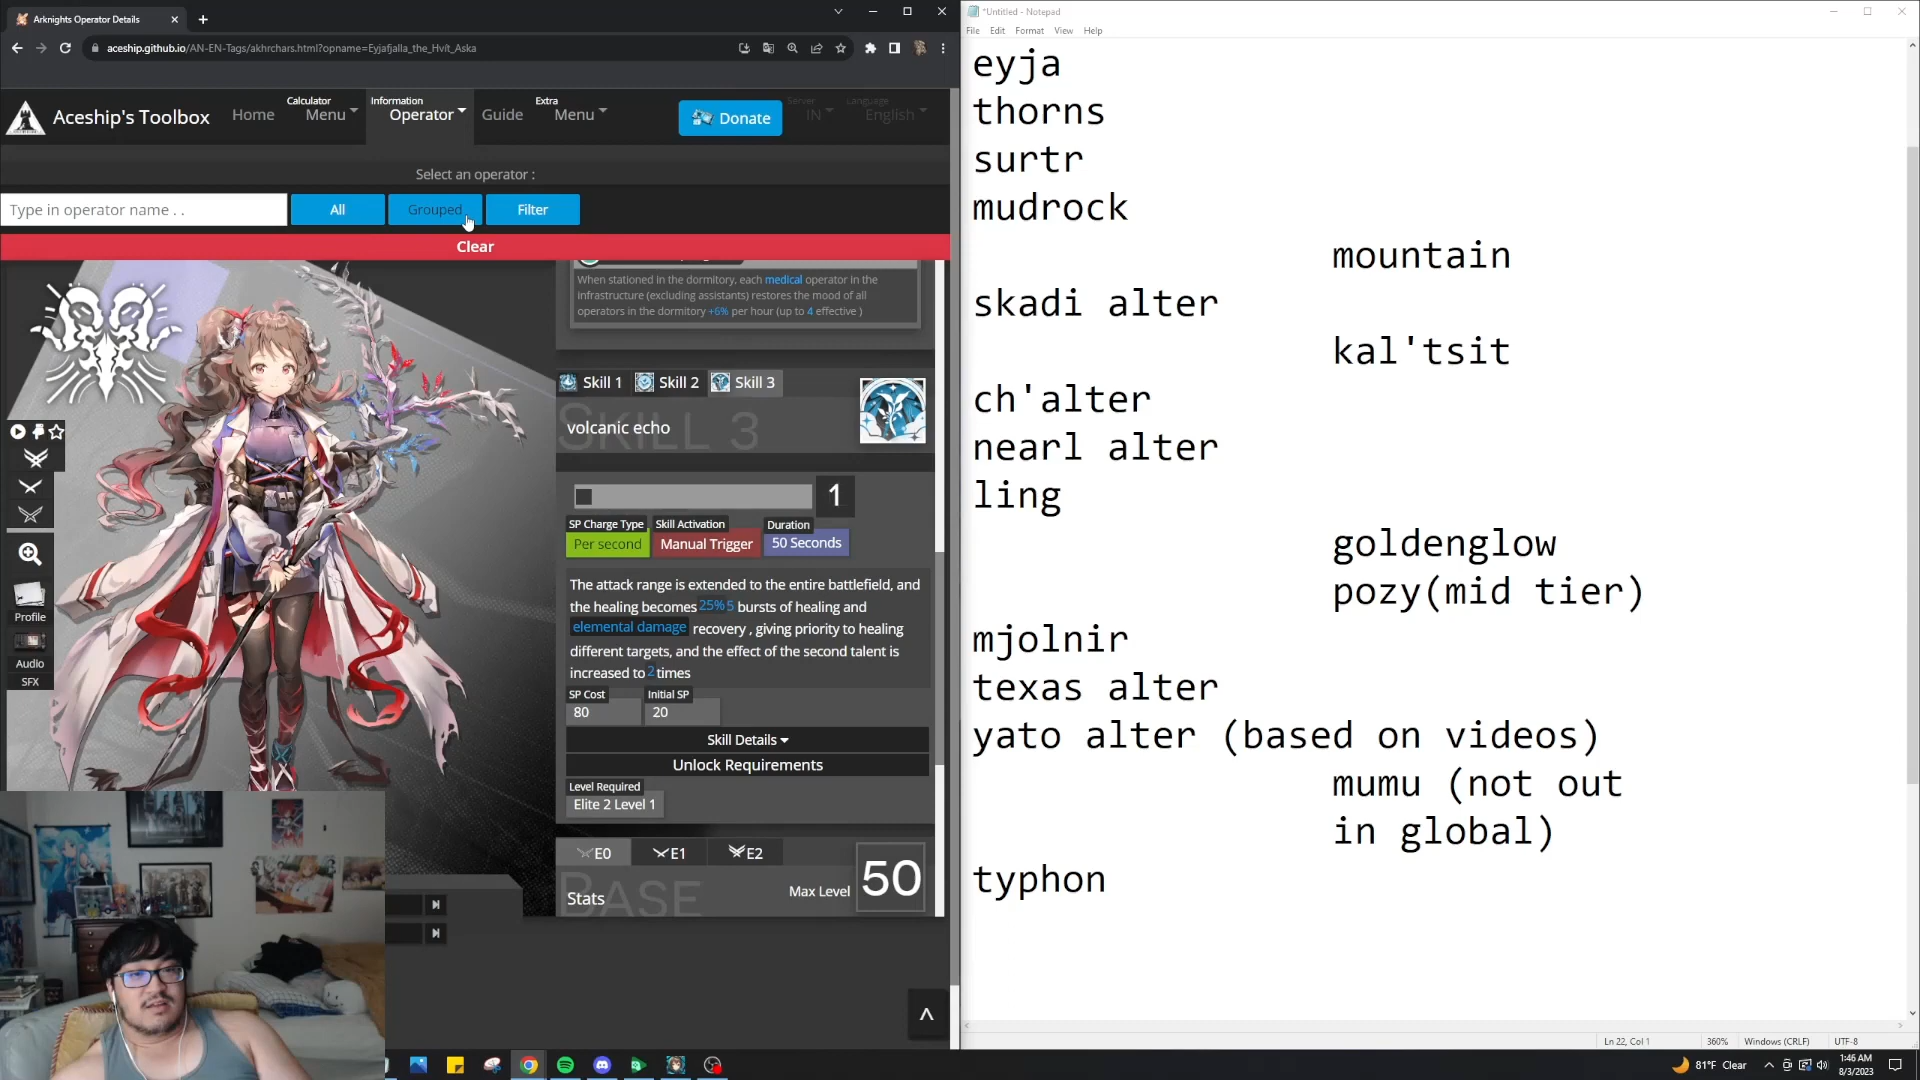 Arknights Operator Details
aceship.github.io/AN-EN-Tags/akhrchars.html?opname=Eyjafjalla_the_Hvít_Aska
Aceship's Toolbox
Home
Calculator
Menu
Information
Operator
Guide
Extra
Menu
Donate
Server
IN
Language
English
Select an operator :
Type in operator name . .
All
Grouped
Filter
Clear
When stationed in the dormitory, each medical operator in the
infrastructure (excluding assistants) restores the mood of all
operators in the dormitory +6% per hour (up to 4 effective )
Skill 1
Skill 2
Skill 3
SKILL 3
volcanic echo
1
SP Charge Type
Skill Activation
Duration
Per second
Manual Trigger
50 Seconds
The attack range is extended to the entire battlefield, and
the healing becomes 25%5 bursts of healing and
elemental damage recovery , giving priority to healing
different targets, and the effect of the second talent is
increased to 2 times
SP Cost
Initial SP
80
20
Skill Details
Unlock Requirements
Level Required
Elite 2 Level 1
E0
E1
E2
BASE
Stats
Max Level
50
Profile
Audio
SFX
*Untitled - Notepad
File Edit Format View Help
eyja
thorns
surtr
mudrock
mountain
skadi alter
kal'tsit
ch'alter
nearl alter
ling
goldenglow
pozy(mid tier)
mjolnir
texas alter
yato alter (based on videos)
mumu (not out
in global)
typhon
Ln 22, Col 1
360%
Windows (CRLF)
UTF-8
81°F Clear
1:46 AM
8/3/2023